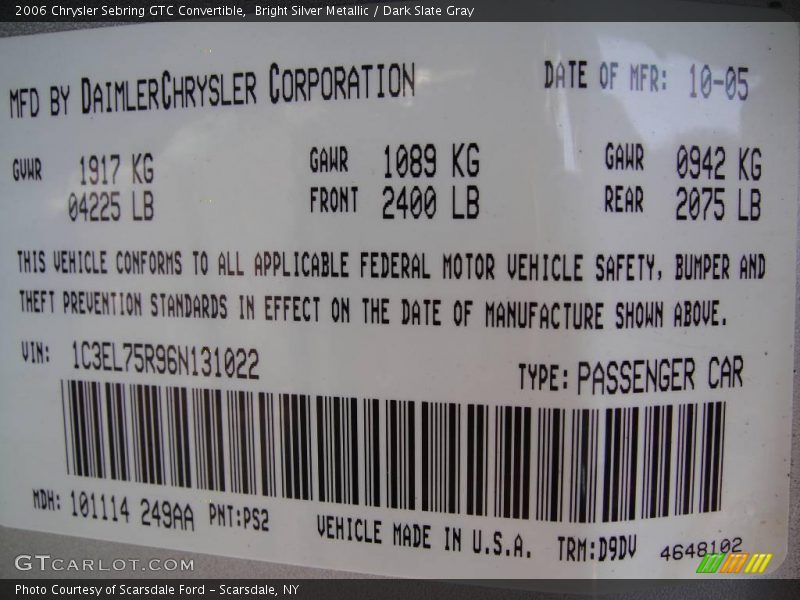 2006 Chrysler Sebring GTC Convertible,  Bright Silver Metallic / Dark Slate Gray
MFD BY DAIMLERCHRYSLER CORPORATION DATE OF MFR: 10-05
GVWR 1917 KG GAWR 1089 KG GAWR 0942 KG
04225 LB FRONT 2400 LB REAR 2075 LB
THIS VEHICLE CONFORMS TO ALL APPLICABLE FEDERAL MOTOR VEHICLE SAFETY, BUMPER AND
THEFT PREVENTION STANDARDS IN EFFECT ON THE DATE OF MANUFACTURE SHOWN ABOVE.
VIN: 1C3EL75R96N131022 TYPE: PASSENGER CAR
MDH: 101114 249AA PNT:PS2 VEHICLE MADE IN U.S.A. TRM:D9DV 4648102
GTCARLOT.COM
Photo Courtesy of Scarsdale Ford - Scarsdale, NY